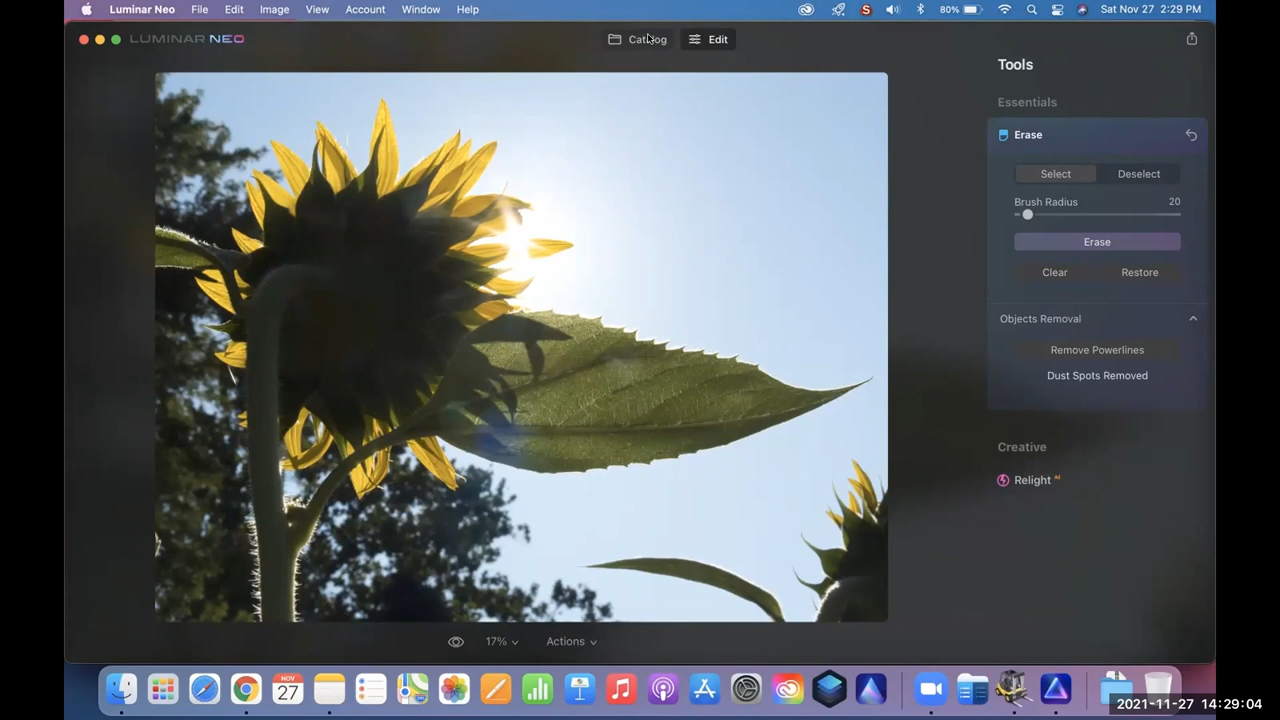 Luminar Neo File Edit Image View Account Window Help 80% Sat Nov 27 2:29 PM
LUMINAR NEO Catalog Edit
Tools
Essentials
Erase
Select Deselect
Brush Radius 20
Erase
Clear Restore
Objects Removal
Remove Powerlines
Dust Spots Removed
Creative
Relight AI
17% Actions
NOV
27
2021-11-27 14:29:04